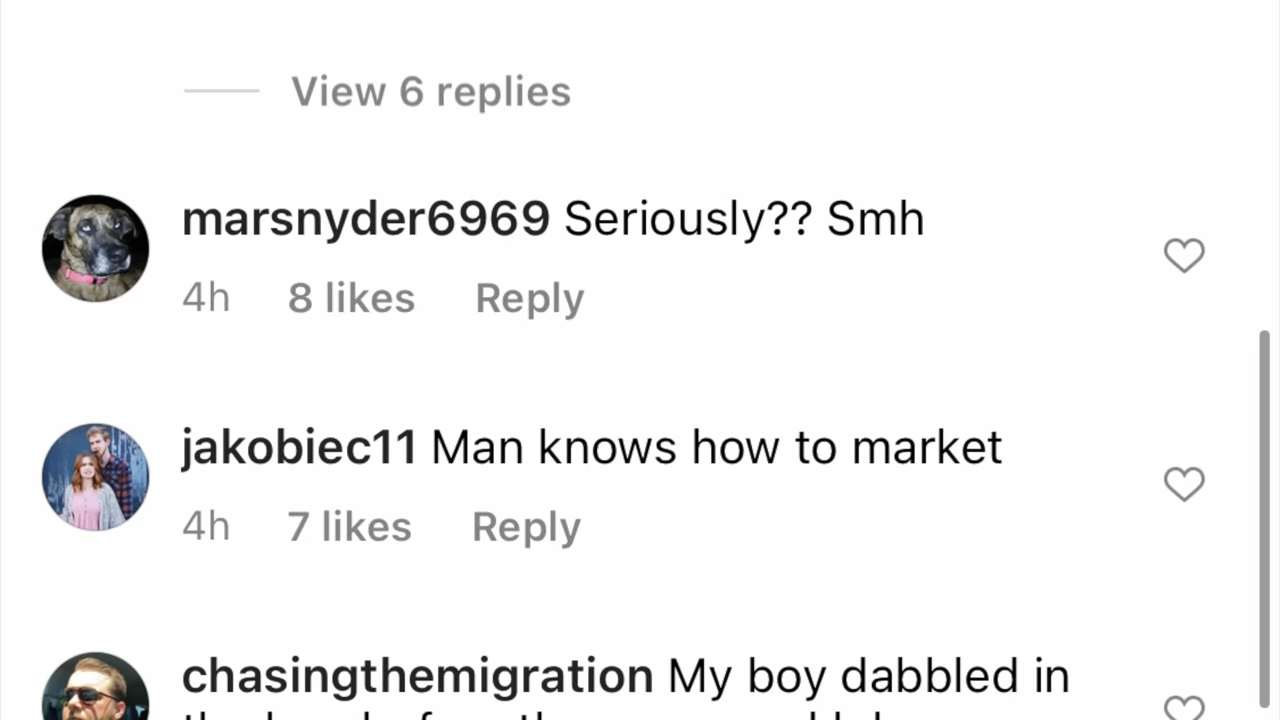 View 6 replies
marsnyder6969 Seriously?? Smh
4h 8 likes Reply
jakobiec11 Man knows how to market
4h 7 likes Reply
chasingthemigration My boy dabbled in